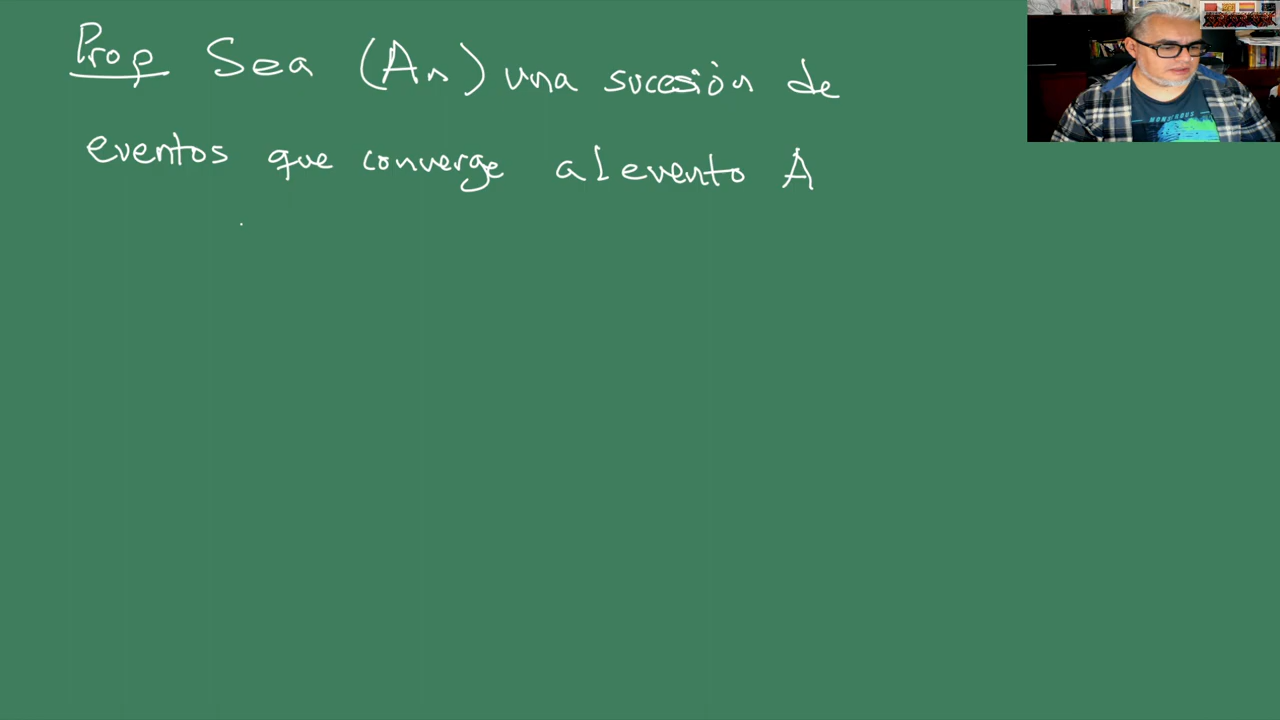 Prop Sea (An) una sucesión de
eventos que converge al evento A